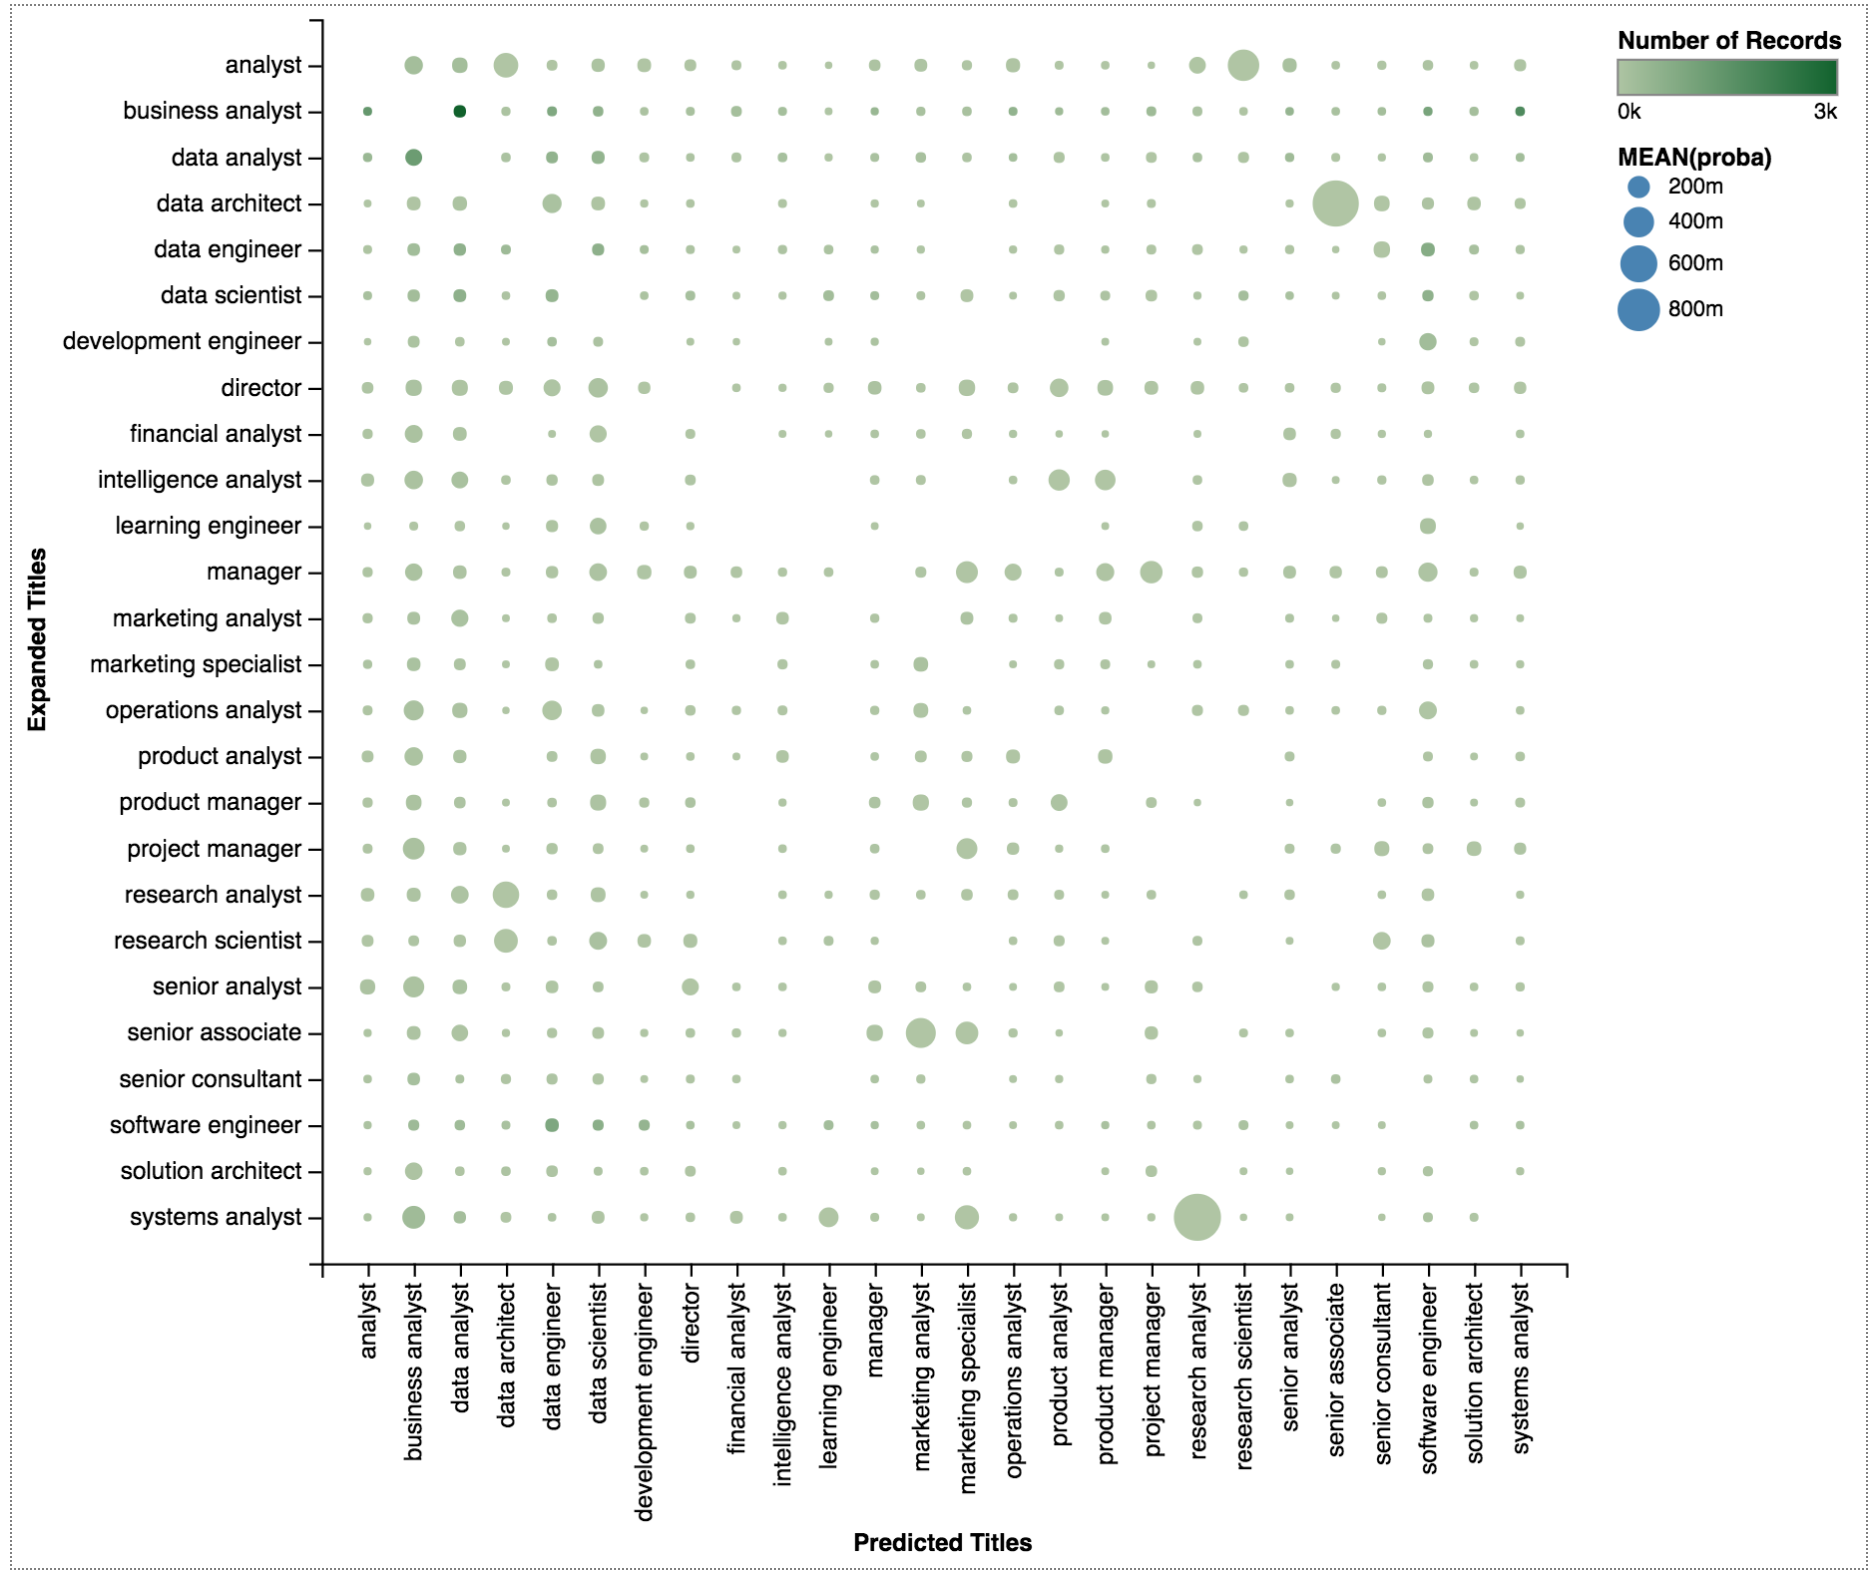 Number of Records
0k 3k
MEAN(proba)
200m
400m
600m
800m
Expanded Titles
analyst
business analyst
data analyst
data architect
data engineer
data scientist
development engineer
director
financial analyst
intelligence analyst
learning engineer
manager
marketing analyst
marketing specialist
operations analyst
product analyst
product manager
project manager
research analyst
research scientist
senior analyst
senior associate
senior consultant
software engineer
solution architect
systems analyst
analyst
business analyst
data analyst
data architect
data engineer
data scientist
development engineer
director
financial analyst
intelligence analyst
learning engineer
manager
marketing analyst
marketing specialist
operations analyst
product analyst
product manager
project manager
research analyst
research scientist
senior analyst
senior associate
senior consultant
software engineer
solution architect
systems analyst
Predicted Titles